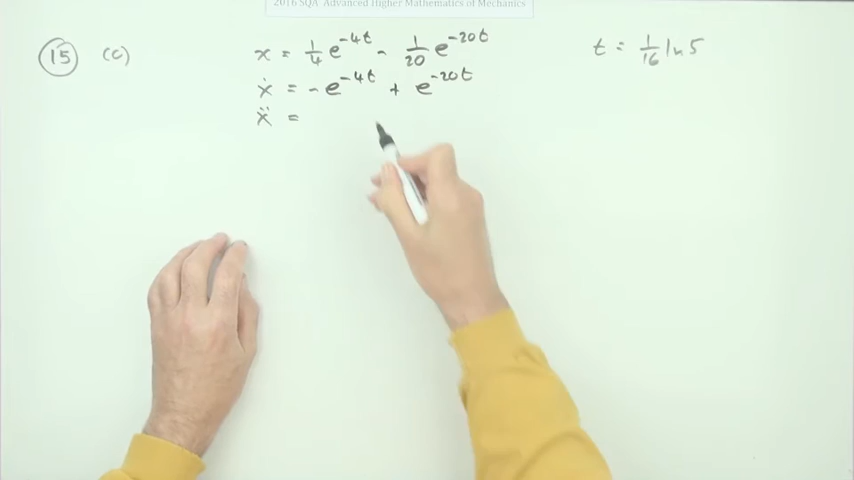 2016 SQA Advanced Higher Mathematics of Mechanics
15 (c) x = 1/4 e^{-4t} - 1/20 e^{-20t} t = 1/16 ln 5
ẋ = -e^{-4t} + e^{-20t}
ẍ =